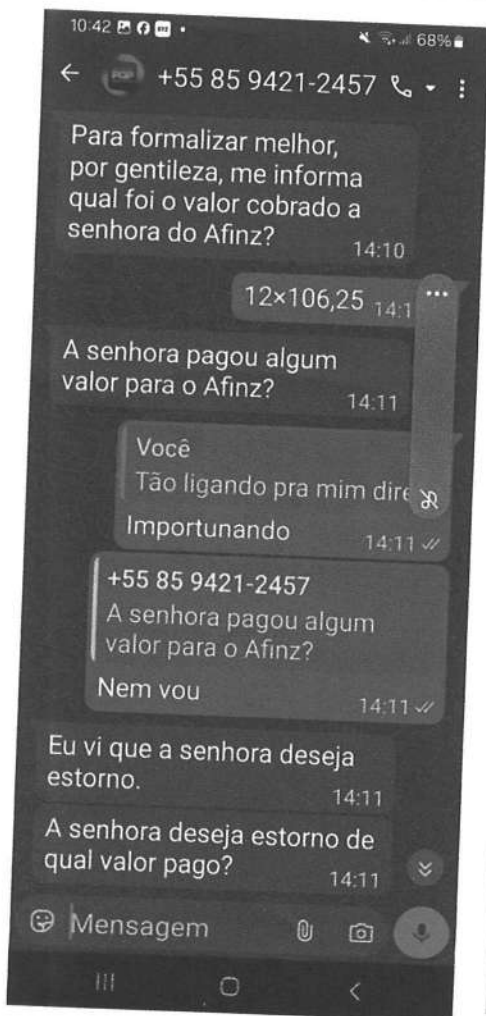 10:42
68%
+55 85 9421-2457
Para formalizar melhor,
por gentileza, me informa
qual foi o valor cobrado a
senhora do Afinz?
14:10
12×106,25 14:1
A senhora pagou algum
valor para o Afinz?
14:11
Você
Tão ligando pra mim dire
Importunando
14:11
+55 85 9421-2457
A senhora pagou algum
valor para o Afinz?
Nem vou
14:11
Eu vi que a senhora deseja
estorno.
14:11
A senhora deseja estorno de
qual valor pago?
14:11
Mensagem